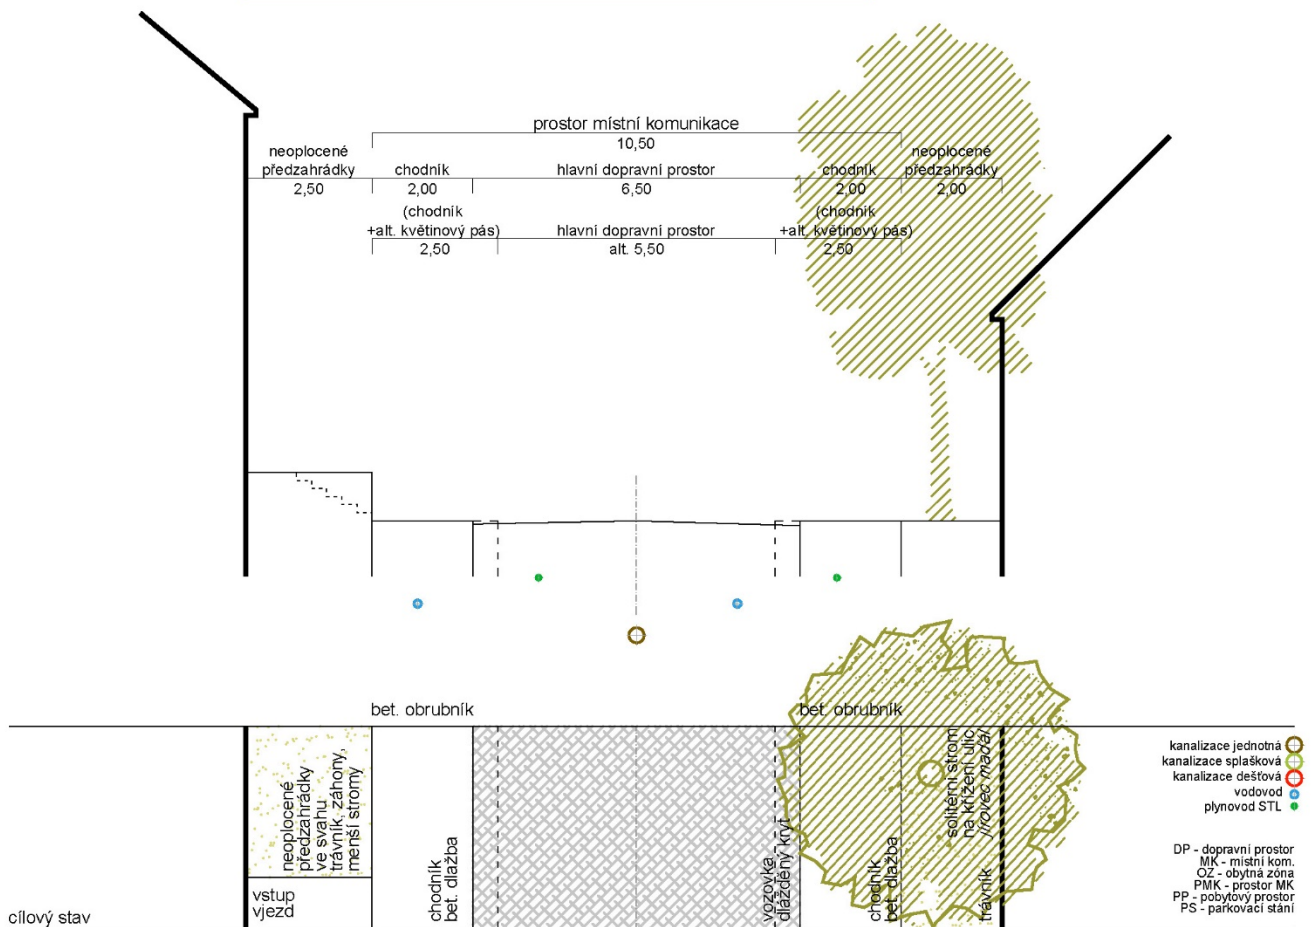 prostor místní komunikace
10,50
neoplocené
předzahrádky
2,50
chodník
2,00
hlavní dopravní prostor
6,50
chodník
2,00
neoplocené
předzahrádky
2,00
(chodník
+alt. květinový pás)
2,50
hlavní dopravní prostor
alt. 5,50
(chodník
+alt. květinový pás)
2,50
bet. obrubník
bet. obrubník
neoplocené
předzahrádky
ve svahu
trávník, záhony,
menší stromy
vstup
vjezd
chodník
bet. dlažba
vozovka
dlážděný kryt
chodník
bet. dlažba
soliterní strom
na křížení ulic
jírovec maďal
trávník
kanalizace jednotná
kanalizace splašková
kanalizace dešťová
vodovod
plynovod STL
DP - dopravní prostor
MK - místní kom.
OZ - obytná zóna
PMK - prostor MK
PP - pobytový prostor
PS - parkovací stání
cílový stav